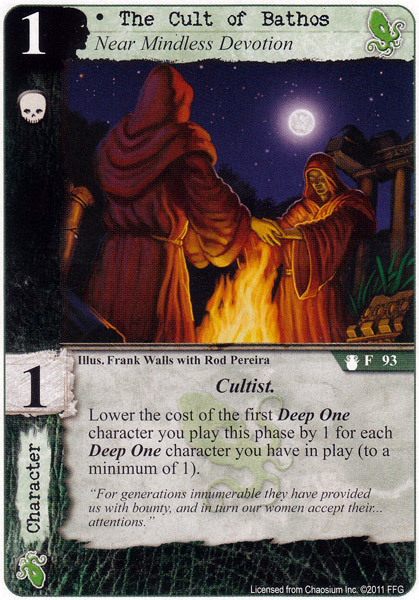 1
• The Cult of Bathos
Near Mindless Devotion
Illus. Frank Walls with Rod Pereira
F 93
1
Cultist.
Lower the cost of the first Deep One
character you play this phase by 1 for each
Deep One character you have in play (to a
minimum of 1).
“For generations innumerable they have provided
us with bounty, and in turn our women accept their...
attentions.”
Character
Licensed from Chaosium Inc. ©2011 FFG